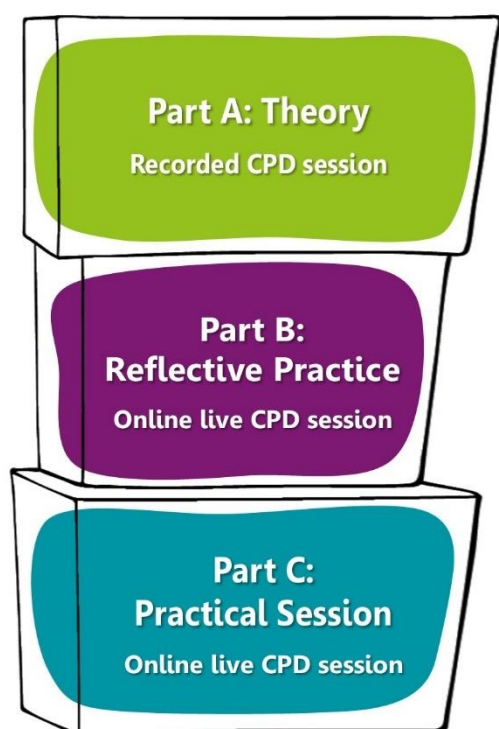 Part A: Theory
Recorded CPD session
Part B:
Reflective Practice
Online live CPD session
Part C:
Practical Session
Online live CPD session